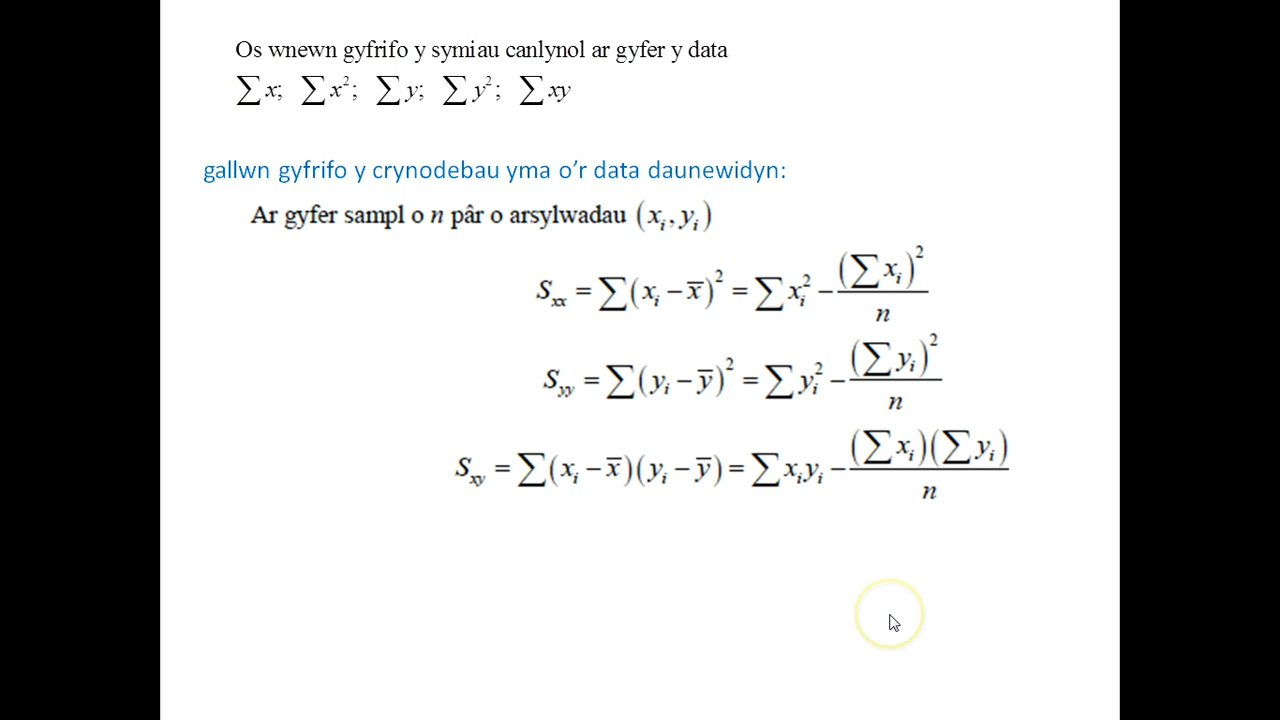 Os wnewn gyfrifo y symiau canlynol ar gyfer y data
∑x; ∑x²; ∑y; ∑y²; ∑xy
gallwn gyfrifo y crynodebau yma o’r data daunewidyn:
Ar gyfer sampl o n pâr o arsylwadau (xᵢ, yᵢ)
Sₓₓ = ∑(xᵢ − x̄)² = ∑xᵢ² − (∑xᵢ)² / n
S_yy = ∑(yᵢ − ȳ)² = ∑yᵢ² − (∑yᵢ)² / n
S_xy = ∑(xᵢ − x̄)(yᵢ − ȳ) = ∑xᵢyᵢ − (∑xᵢ)(∑yᵢ) / n